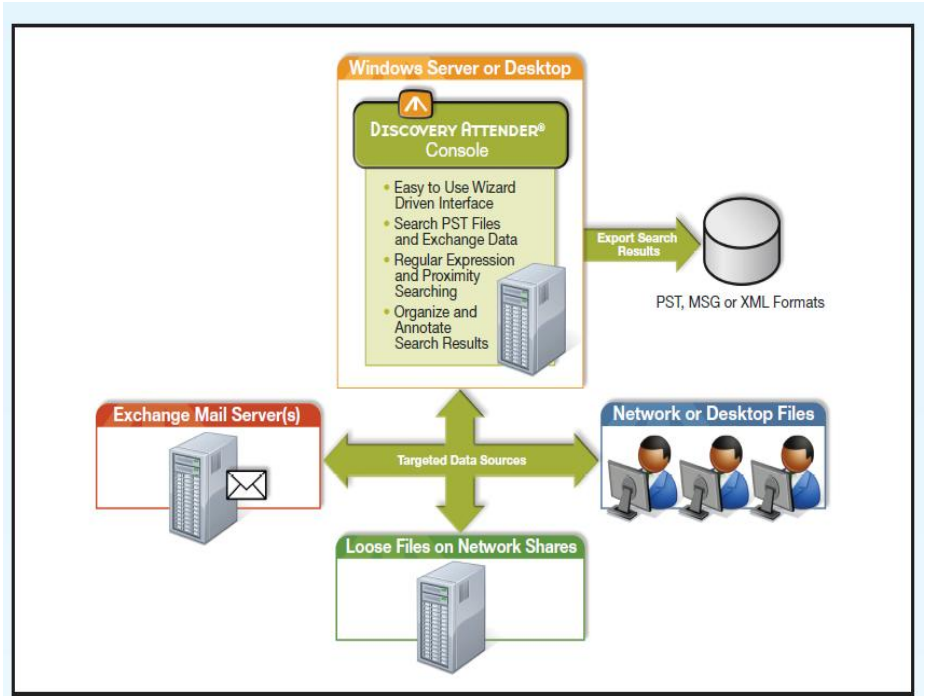 Windows Server or Desktop
DISCOVERY ATTENDER®
Console
• Easy to Use Wizard
Driven Interface
• Search PST Files
and Exchange Data
• Regular Expression
and Proximity
Searching
• Organize and
Annotate
Search Results
Export Search
Results
PST, MSG or XML Formats
Exchange Mail Server(s)
Targeted Data Sources
Network or Desktop Files
Loose Files on Network Shares